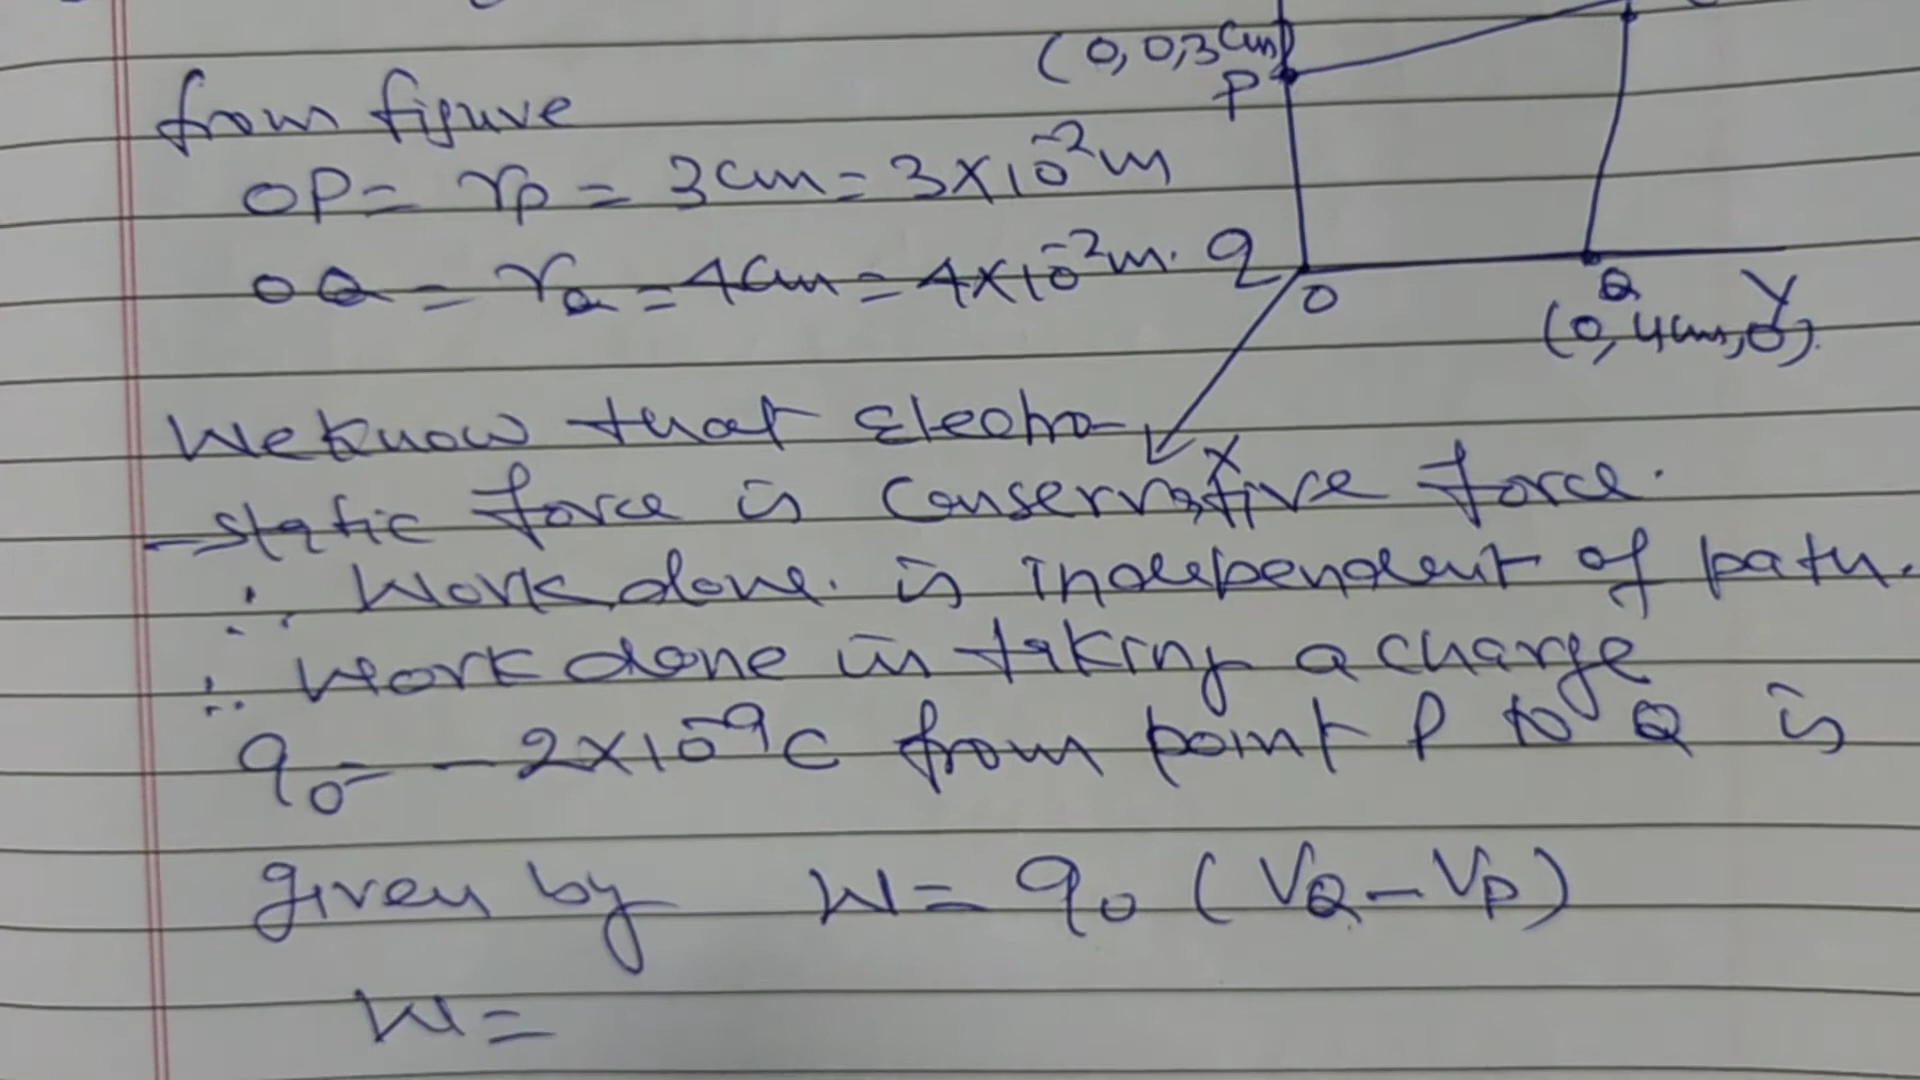 (0,0,3cm)
P
from figure
OP = rp = 3cm = 3×10⁻²m
OQ = rQ = 4cm = 4×10⁻²m. q
O
Q
Y
(0,4cm,0).
We know that Electro-
X
-static force is Conservative force.
∴ Work done. is independent of path.
∴ work done in taking a charge
q₀ = -2×10⁻⁹C from point P to Q is
given by W = q₀ (VQ - VP)
W =